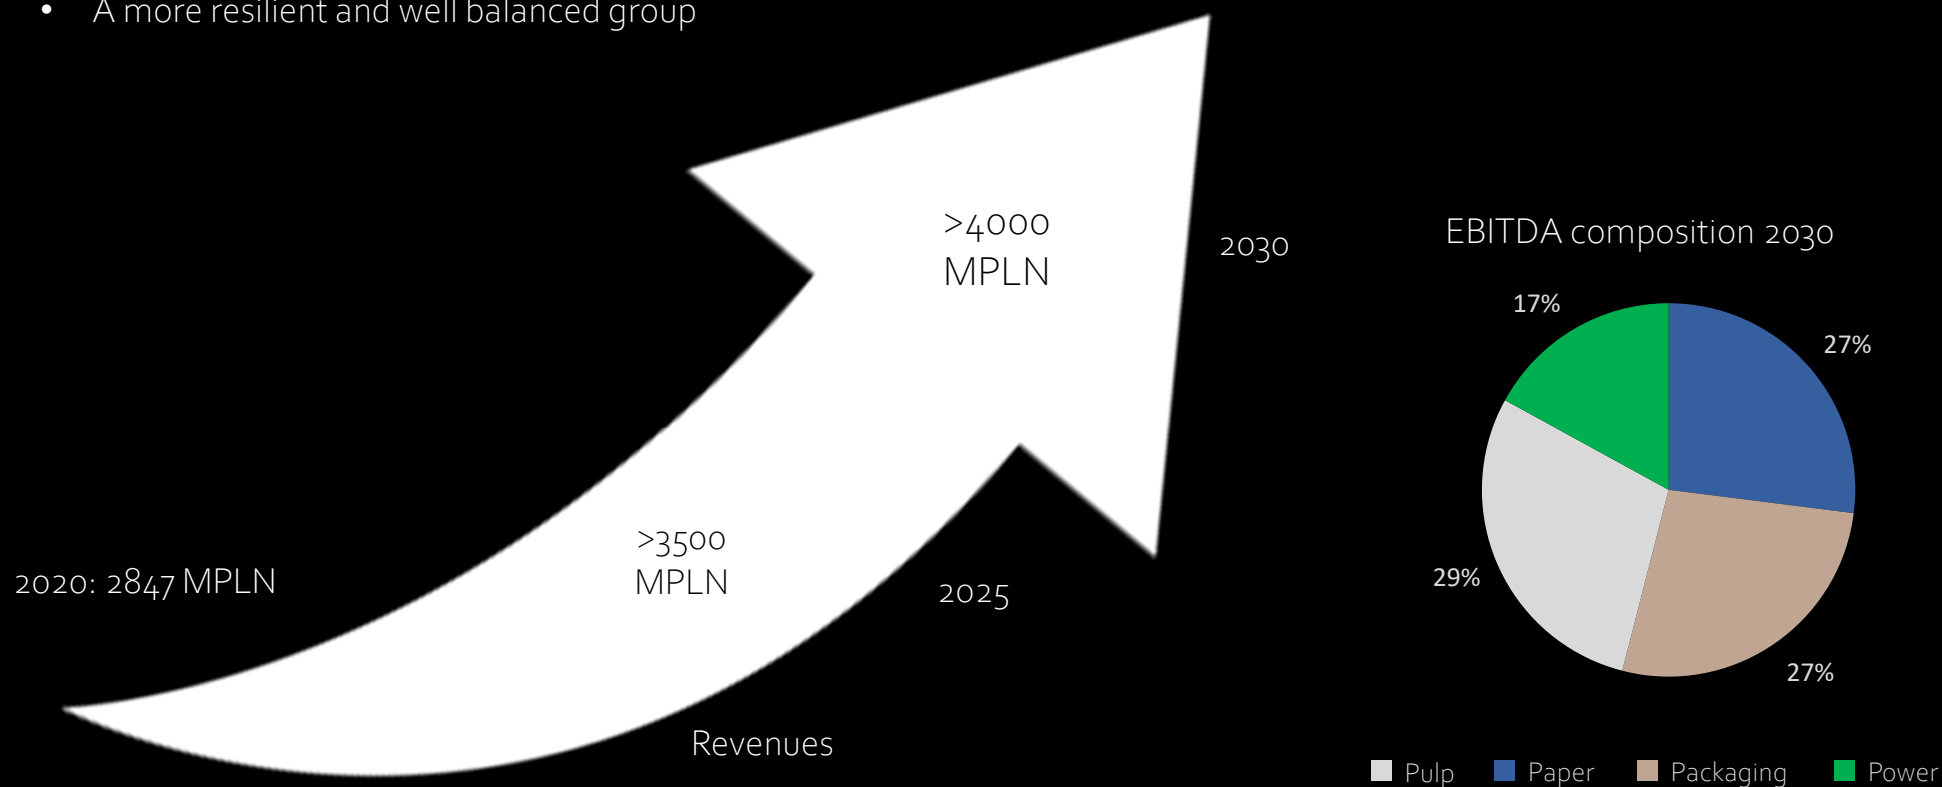 • A more resilient and well balanced group
>4000
MPLN
2030
>3500
MPLN
2020: 2847 MPLN
2025
Revenues
EBITDA composition 2030
17%
27%
29%
27%
Pulp Paper Packaging Power